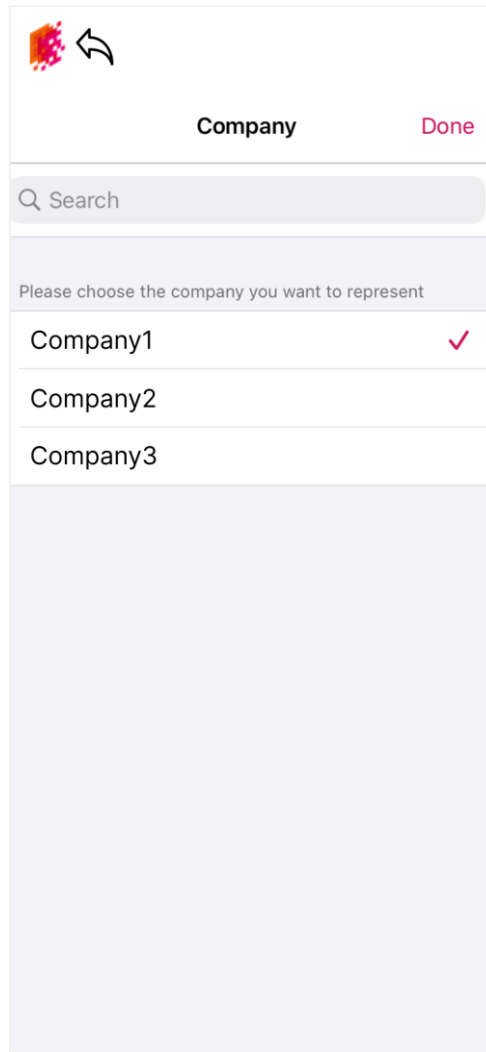 Company
Done
Search
Please choose the company you want to represent
Company1
Company2
Company3